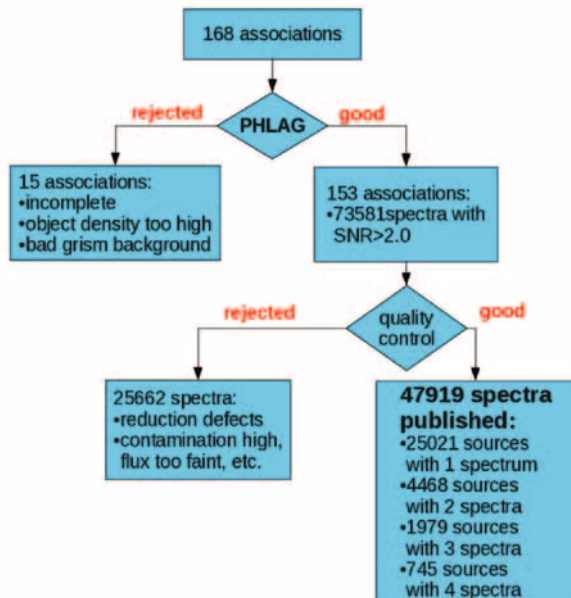 168 associations
rejected
PHLAG
good
15 associations:
•incomplete
•object density too high
•bad grism background
153 associations:
•73581spectra with
SNR>2.0
rejected
quality
control
good
25662 spectra:
•reduction defects
•contamination high,
flux too faint, etc.
47919 spectra
published:
•25021 sources
with 1 spectrum
•4468 sources
with 2 spectra
•1979 sources
with 3 spectra
•745 sources
with 4 spectra